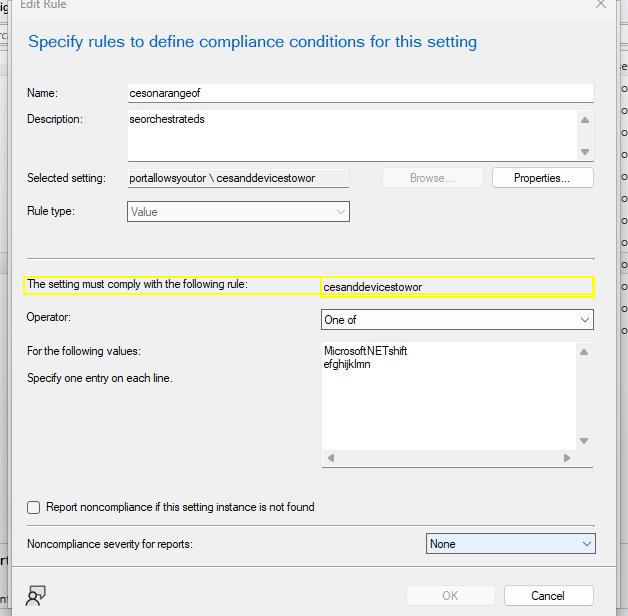 Edit Rule
Specify rules to define compliance conditions for this setting
Name: cesonarangeof
Description: seorchestrateds
Selected setting: portallowsyoutor \ cesanddevicestowor Browse... Properties...
Rule type: Value
The setting must comply with the following rule: cesanddevicestowor
Operator: One of
For the following values: MicrosoftNETshift
efghijklmn
Specify one entry on each line.
Report noncompliance if this setting instance is not found
Noncompliance severity for reports: None
OK Cancel